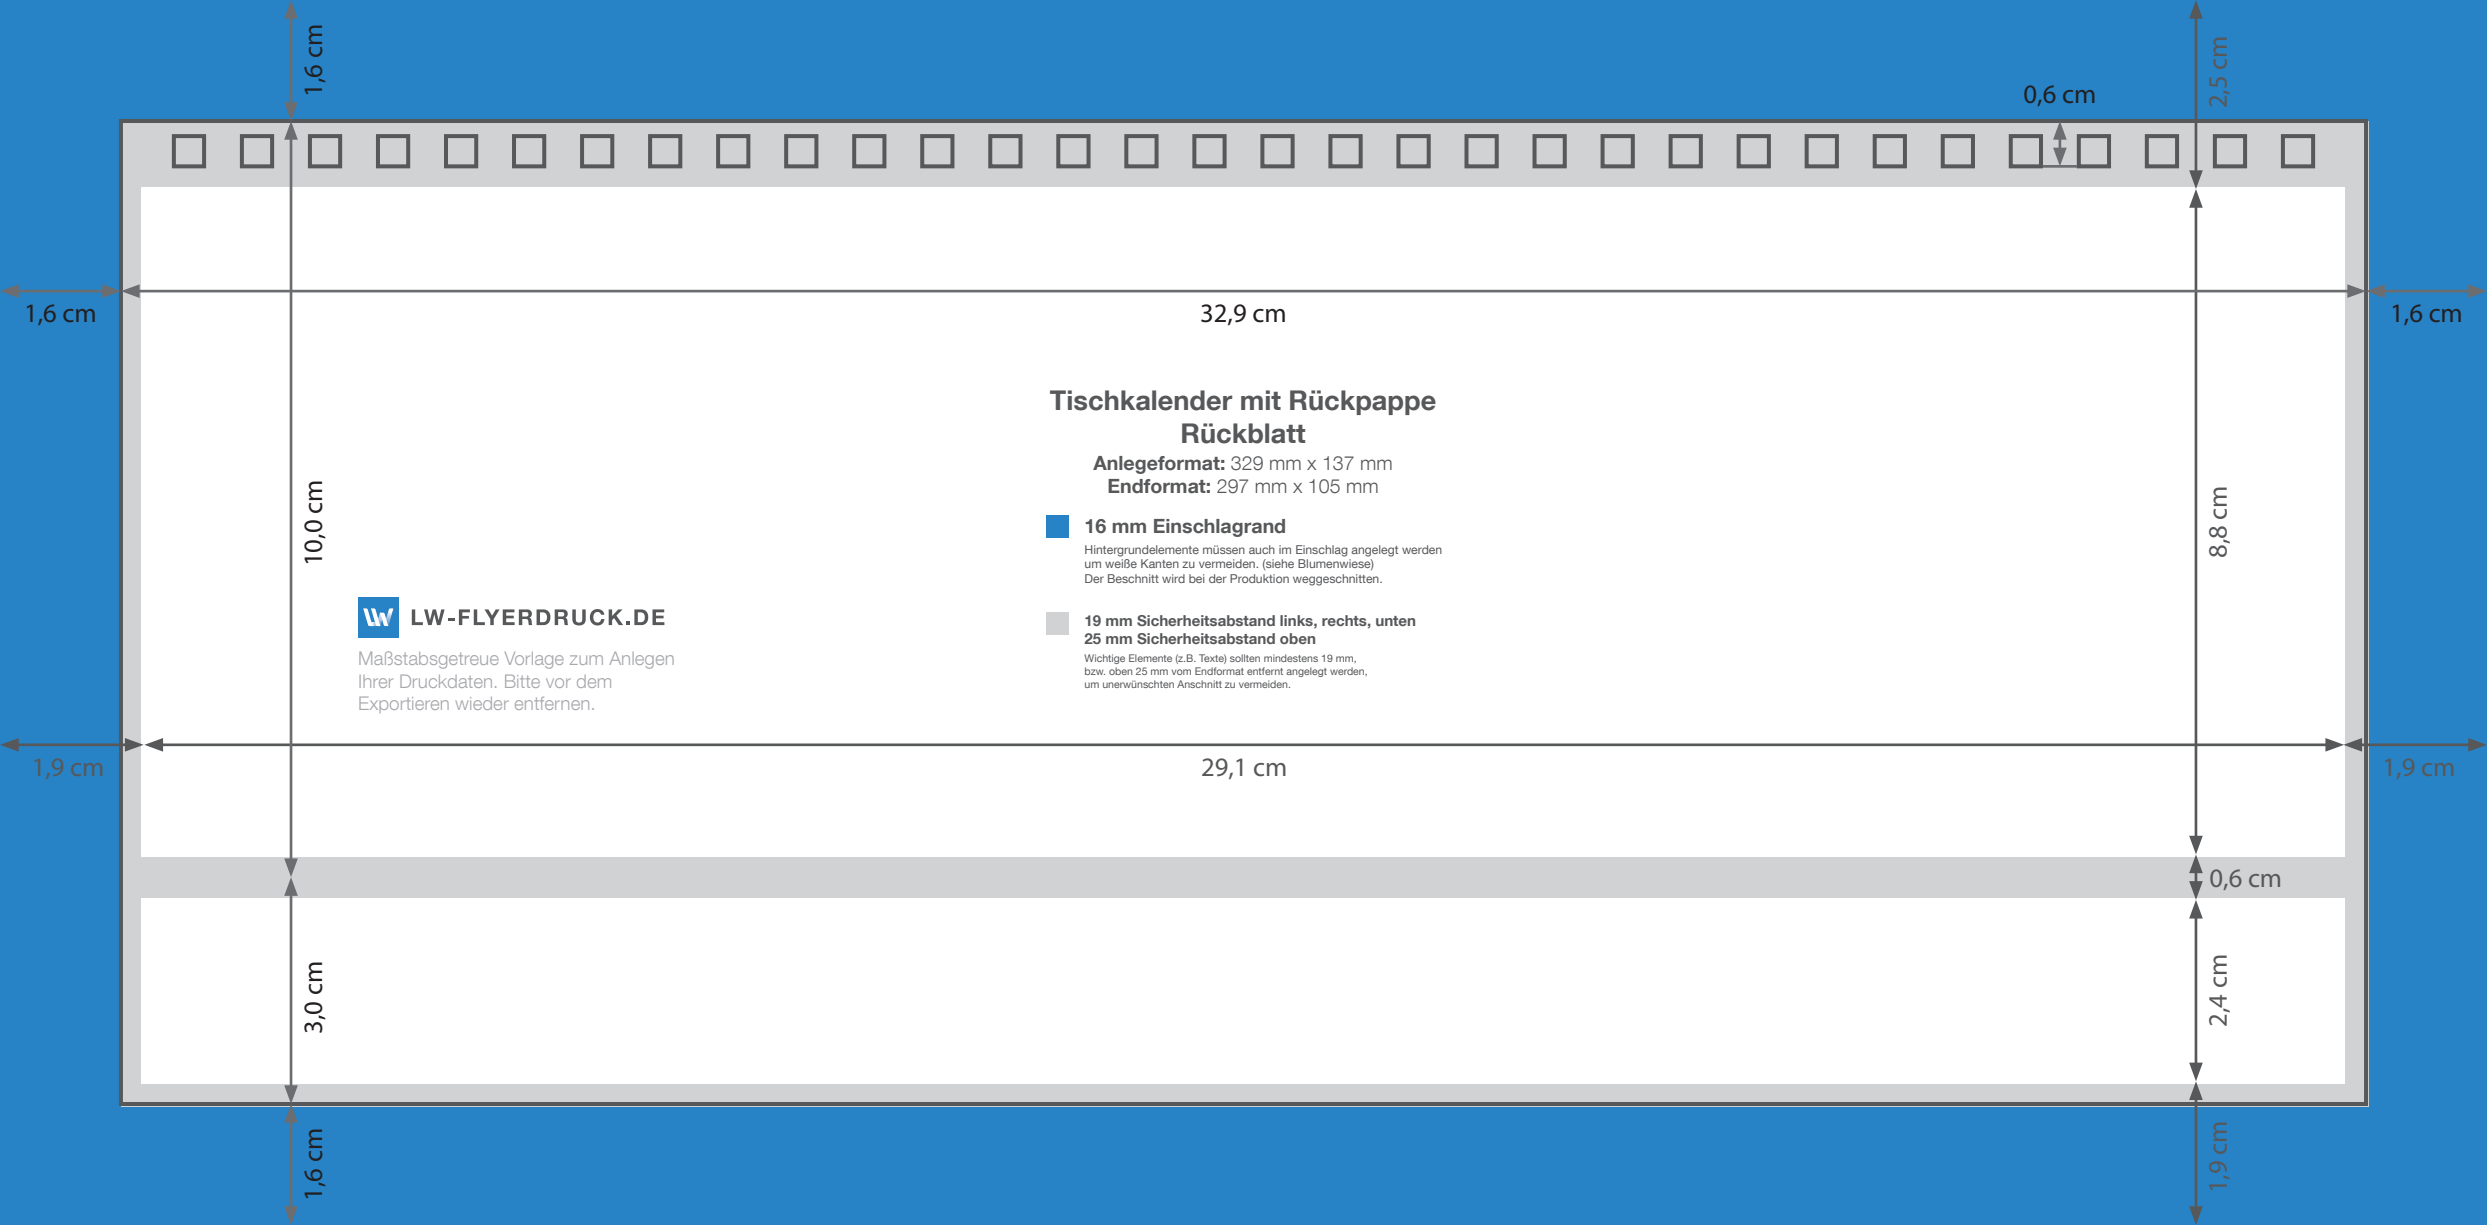 1,6 cm
2,5 cm
0,6 cm
1,6 cm
32,9 cm
1,6 cm
Tischkalender mit Rückpappe
Rückblatt
Anlegeformat: 329 mm x 137 mm
Endformat: 297 mm x 105 mm
10,0 cm
8,8 cm
16 mm Einschlagrand
Hintergrundelemente müssen auch im Einschlag angelegt werden
um weiße Kanten zu vermeiden. (siehe Blumenwiese)
Der Beschnitt wird bei der Produktion weggeschnitten.
LW LW-FLYERDRUCK.DE
Maßstabsgetreue Vorlage zum Anlegen
Ihrer Druckdaten. Bitte vor dem
Exportieren wieder entfernen.
19 mm Sicherheitsabstand links, rechts, unten
25 mm Sicherheitsabstand oben
Wichtige Elemente (z.B. Texte) sollten mindestens 19 mm,
bzw. oben 25 mm vom Endformat entfernt angelegt werden,
um unerwünschten Anschnitt zu vermeiden.
1,9 cm
29,1 cm
1,9 cm
0,6 cm
3,0 cm
2,4 cm
1,6 cm
1,9 cm